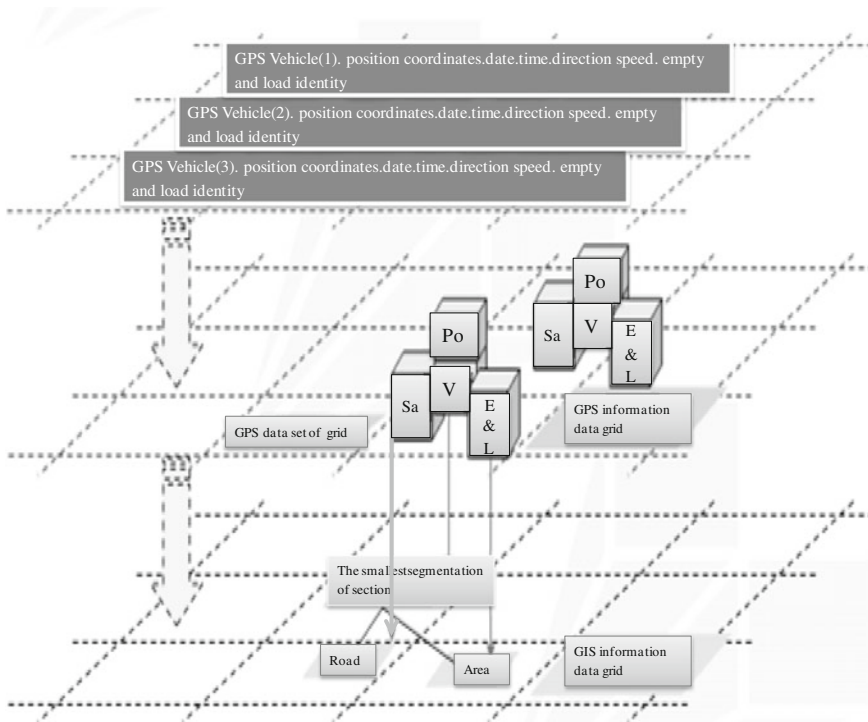 GPS Vehicle(1). position coordinates.date.time.direction speed. empty
and load identity
GPS Vehicle(2). position coordinates.date.time.direction speed. empty
and load identity
GPS Vehicle(3). position coordinates.date.time.direction speed. empty
and load identity
Po
Sa
V
E
&
L
Po
Sa
V
E
&
L
GPS data set of grid
GPS information
data grid
The smallestsegmentation
of section
Road
Area
GIS information
data grid